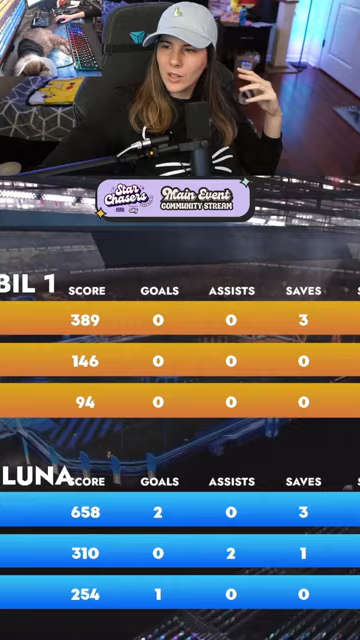 Star Chasers
Main Event
COMMUNITY STREAM
BIL 1 SCORE GOALS ASSISTS SAVES S
389 0 0 3
146 0 0 0
94 0 0 0
LUNA SCORE GOALS ASSISTS SAVES S
658 2 0 3
310 0 2 1
254 1 0 0